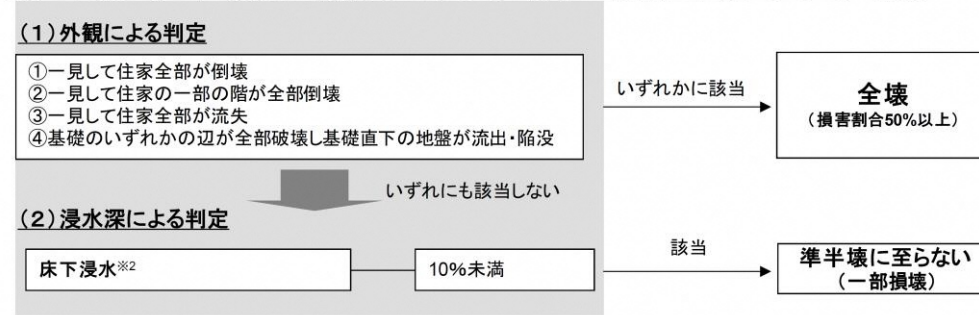 (1)外観による判定
①一見して住家全部が倒壊
②一見して住家の一部の階が全部倒壊
③一見して住家全部が流失
④基礎のいずれかの辺が全部破壊し基礎直下の地盤が流出・陥没
いずれかに該当
全壊
(損害割合50%以上)
いずれにも該当しない
(2)浸水深による判定
床下浸水※2
10%未満
該当
準半壊に至らない
(一部損壊)